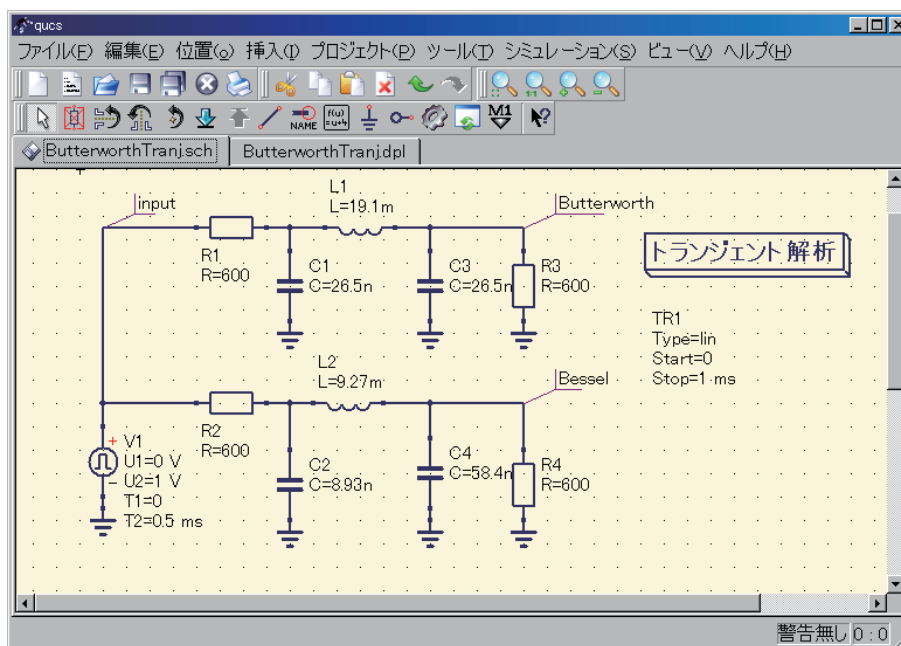 qucs
ファイル(F) 編集(E) 位置(o) 挿入(I) プロジェクト(P) ツール(T) シミュレーション(S) ビュー(V) ヘルプ(H)
NAME
f(u)
=u+4
M1
ButterworthTranj.sch ButterworthTranj.dpl
input
L1
L=19.1m
Butterworth
R1
R=600
C1
C=26.5n
C3
C=26.5n
R3
R=600
トランジェント解析
TR1
Type=lin
Start=0
Stop=1 ms
L2
L=9.27m
Bessel
R2
R=600
V1
U1=0 V
U2=1 V
T1=0
T2=0.5 ms
C2
C=8.93n
C4
C=58.4n
R4
R=600
警告無し 0 : 0